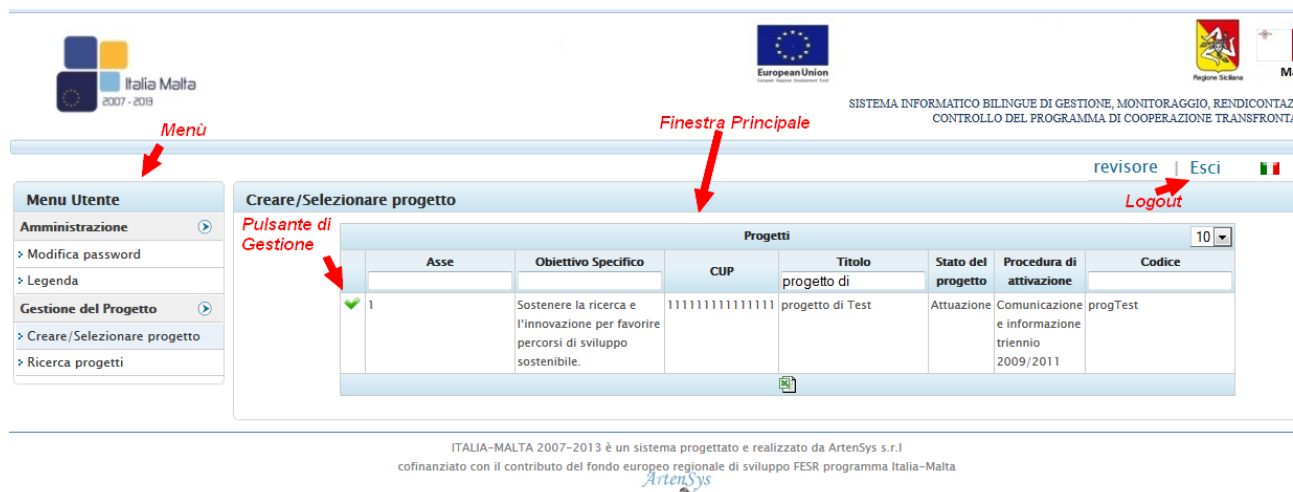 Italia Malta
2007-2013
European Union
Regione Siciliana
SISTEMA INFORMATICO BILINGUE DI GESTIONE, MONITORAGGIO, RENDICONTAZ
CONTROLLO DEL PROGRAMMA DI COOPERAZIONE TRANSFRONTA
Menù
Finestra Principale
revisore | Esci
Logout
Menu Utente
Amministrazione
Modifica password
Legenda
Gestione del Progetto
Creare/Selezionare progetto
Ricerca progetti
Creare/Selezionare progetto
Pulsante di
Gestione
Progetti
10
Asse
Obiettivo Specifico
CUP
Titolo
progetto di
Stato del
progetto
Procedura di
attivazione
Codice
1
Sostenere la ricerca e
l'innovazione per favorire
percorsi di sviluppo
sostenibile.
111111111111111
progetto di Test
Attuazione
Comunicazione
e informazione
triennio
2009/2011
progTest
ITALIA-MALTA 2007-2013 è un sistema progettato e realizzato da ArtenSys s.r.l
cofinanziato con il contributo del fondo europeo regionale di sviluppo FESR programma Italia-Malta
ArtenSys